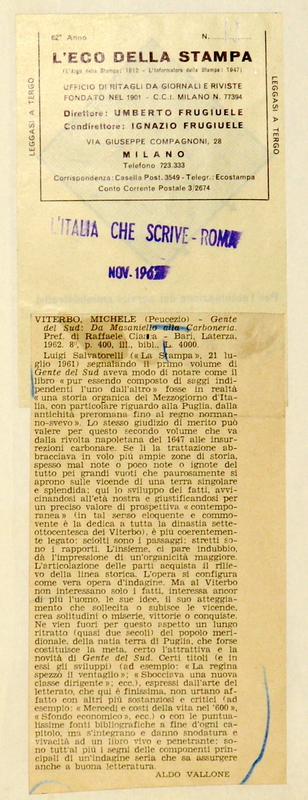 62° Anno
N.
L'ECO DELLA STAMPA
(L'Argo della Stampa: 1912 - L'Informatore della Stampa: 1947)
UFFICIO DI RITAGLI DA GIORNALI E RIVISTE
FONDATO NEL 1901 - C.C.I. MILANO N. 77394
Direttore: UMBERTO FRUGIUELE
Condirettore: IGNAZIO FRUGIUELE
VIA GIUSEPPE COMPAGNONI, 28
MILANO
Telefono 723.333
Corrispondenza: Casella Post. 3549 - Telegr.: Ecostampa
Conto Corrente Postale 3/2674
LEGGASI A TERGO
LEGGASI A TERGO
L'ITALIA CHE SCRIVE - ROMA
NOV. 1962
VITERBO, MICHELE (Peucezio) - Gente
del Sud: Da Masaniello alla Carboneria.
Pref. di Raffaele Ciasca - Bari, Laterza,
1962. 8°, p. 400, ill., bibl., L. 4000.
Luigi Salvatorelli (« La Stampa », 21 lu-
glio 1961) segnalando il primo volume di
Gente del Sud aveva modo di notare come il
libro « pur essendo composto di saggi indi-
pendenti l'uno dall'altro » fosse in realtà
« una storia organica del Mezzogiorno d'Ita-
lia, con particolare riguardo alla Puglia, dalla
antichità preromana fino al regno norman-
no-svevo ». Lo stesso giudizio di merito può
valere per questo secondo volume che va
dalla rivolta napoletana del 1647 alle insur-
rezioni carbonare. Se il la trattazione ab-
bracciava in volo più ampie zone di storia,
spesso mal note o poco note o ignote del
tutto pei grandi vuoti che paurosamente si
aprono sulle vicende di una terra singolare
e splendida; qui lo sviluppo dei fatti, avvi-
cinandosi all'età nostra e giustificandosi per
un preciso valore di prospettiva « contempo-
ranea » (in tal senso eloquente e commo-
vente è la dedica a tutta la dinastia sette-
ottocentesca dei Viterbo), è più coerentemen-
te legato: sciolti sono i passaggi; stretti so-
no i rapporti. L'insieme, ci pare indubbio,
dà l'impressione di un'organicità maggiore.
L'articolazione delle parti acquista il rilie-
vo della linea storica. L'opera si configura
come vera opera d'indagine. Ma al Viterbo
non interessano solo i fatti, interessa ancor
di più l'uomo, le sue idee, il suo atteggia-
mento che sollecita o subisce le vicende,
crea solitudini o miserie, vittorie o conquiste.
Ne vien fuori per questo aspetto un lungo
ritratto (quasi due secoli) del popolo meri-
dionale, della natia terra di Puglia, che forse
costituisce la meta, certo l'attrattiva e la
novità di Gente del Sud. Certi titoli (e in
essi gli sviluppi) (ad esempio: « La regina
spezzò il ventaglio »; « Sbocciava una nuova
classe dirigente »; ecc.), espressi dall'arte del
letterato, che qui è finissima, non urtano af-
fatto con altri più sostanziosi e critici (ad
esempio: « Mercedi e costi della vita nel '600 »,
« Sfondo economico », ecc.) o con le puntua-
lissime fonti bibliografiche a fine d'ogni ca-
pitolo, ma s'integrano e danno snodatura e
vivacità ad un libro vivo e penetrante: so-
no tutt'al più i segni delle componenti prin-
cipali di un'indagine seria che sa assurgere
anche a buona letteratura.
ALDO VALLONE